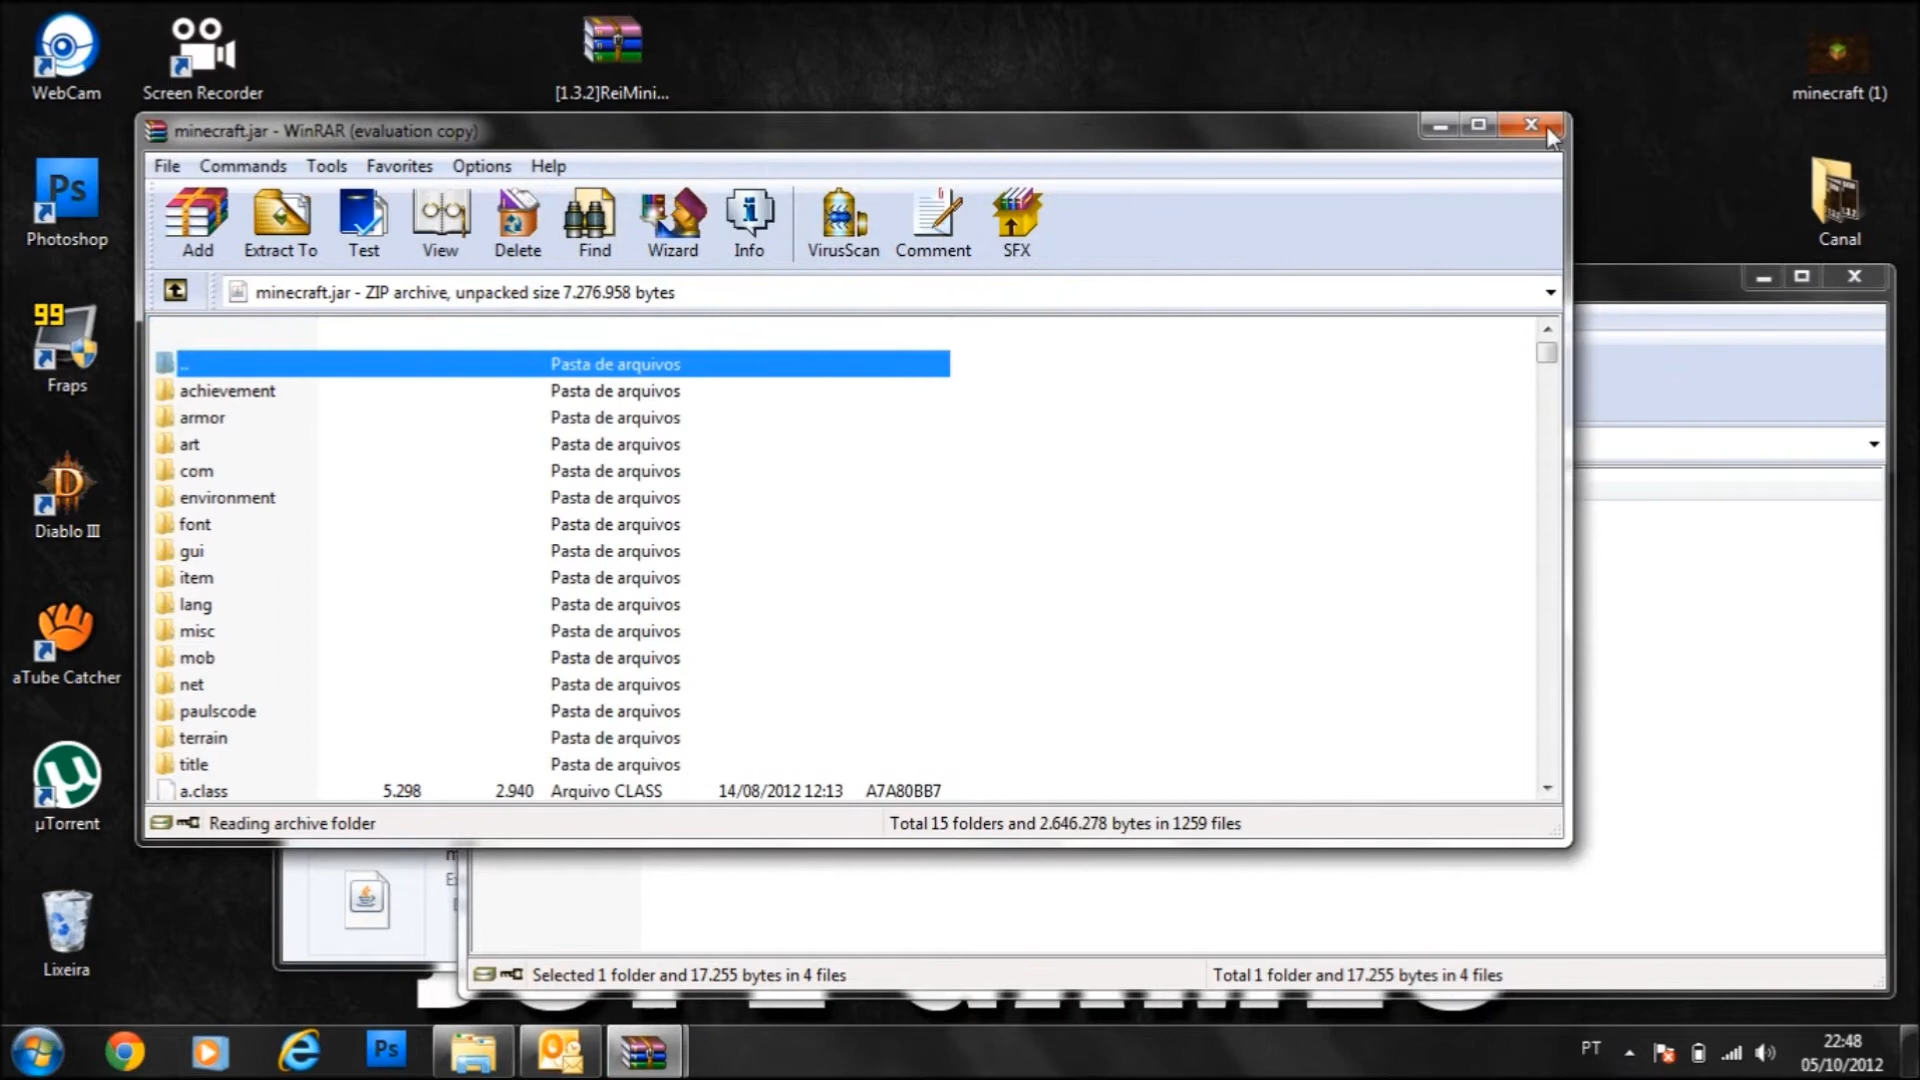 WebCam
Screen Recorder
[1.3.2]ReiMini...
minecraft (1)
minecraft.jar - WinRAR (evaluation copy)
File Commands Tools Favorites Options Help
Ps
Photoshop
Canal
Add Extract To Test View Delete Find Wizard Info VirusScan Comment SFX
minecraft.jar - ZIP archive, unpacked size 7.276.958 bytes
99
Fraps
.. Pasta de arquivos
achievement Pasta de arquivos
armor Pasta de arquivos
art Pasta de arquivos
com Pasta de arquivos
environment Pasta de arquivos
font Pasta de arquivos
gui Pasta de arquivos
item Pasta de arquivos
lang Pasta de arquivos
misc Pasta de arquivos
mob Pasta de arquivos
net Pasta de arquivos
paulscode Pasta de arquivos
terrain Pasta de arquivos
title Pasta de arquivos
a.class 5.298 2.940 Arquivo CLASS 14/08/2012 12:13 A7A80BB7
Diablo III
aTube Catcher
µTorrent
Reading archive folder
Total 15 folders and 2.646.278 bytes in 1259 files
Lixeira
Selected 1 folder and 17.255 bytes in 4 files
Total 1 folder and 17.255 bytes in 4 files
Ps
PT
22:48
05/10/2012